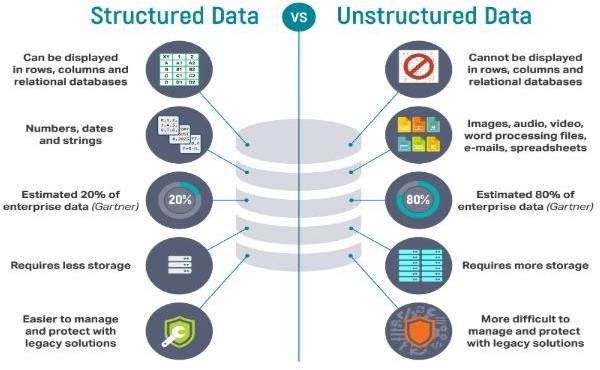 Structured Data
VS
Unstructured Data
Can be displayed
in rows, columns and
relational databases
Cannot be displayed
in rows, columns and
relational databases
Numbers, dates
and strings
Images, audio, video,
word processing files,
e-mails, spreadsheets
Estimated 20% of
enterprise data (Gartner)
20%
80%
Estimated 80% of
enterprise data (Gartner)
Requires less storage
Requires more storage
Easier to manage
and protect with
legacy solutions
More difficult to
manage and protect
with legacy solutions